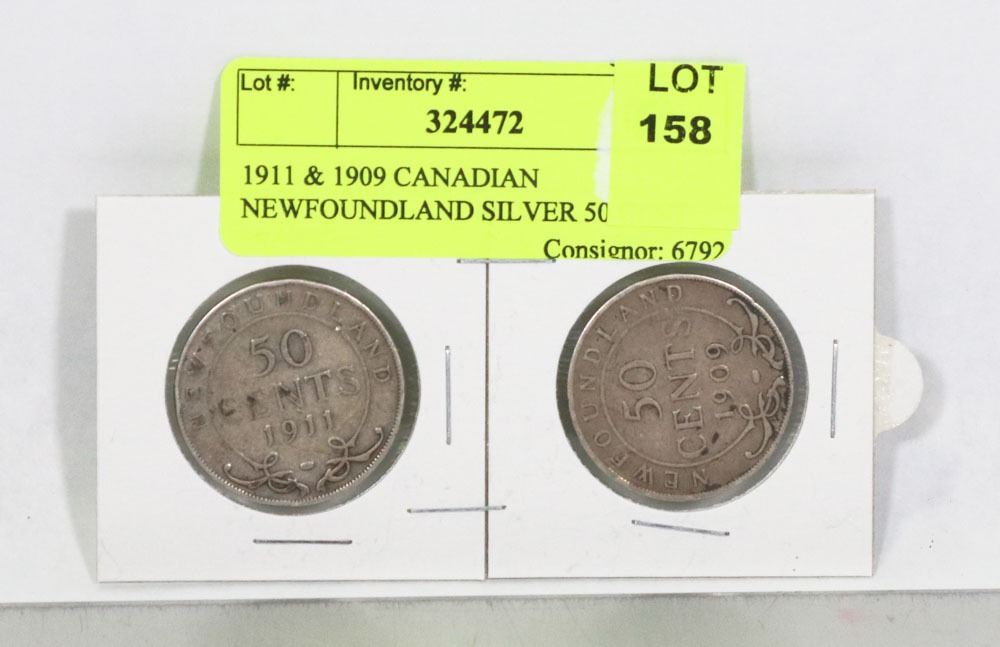 Lot #:
Inventory #:
324472
LOT
158
1911 & 1909 CANADIAN
NEWFOUNDLAND SILVER 50
Consignor: 6792
NEWFOUNDLAND
50
CENTS
1911
NEWFOUNDLAND
50
CENTS
1909